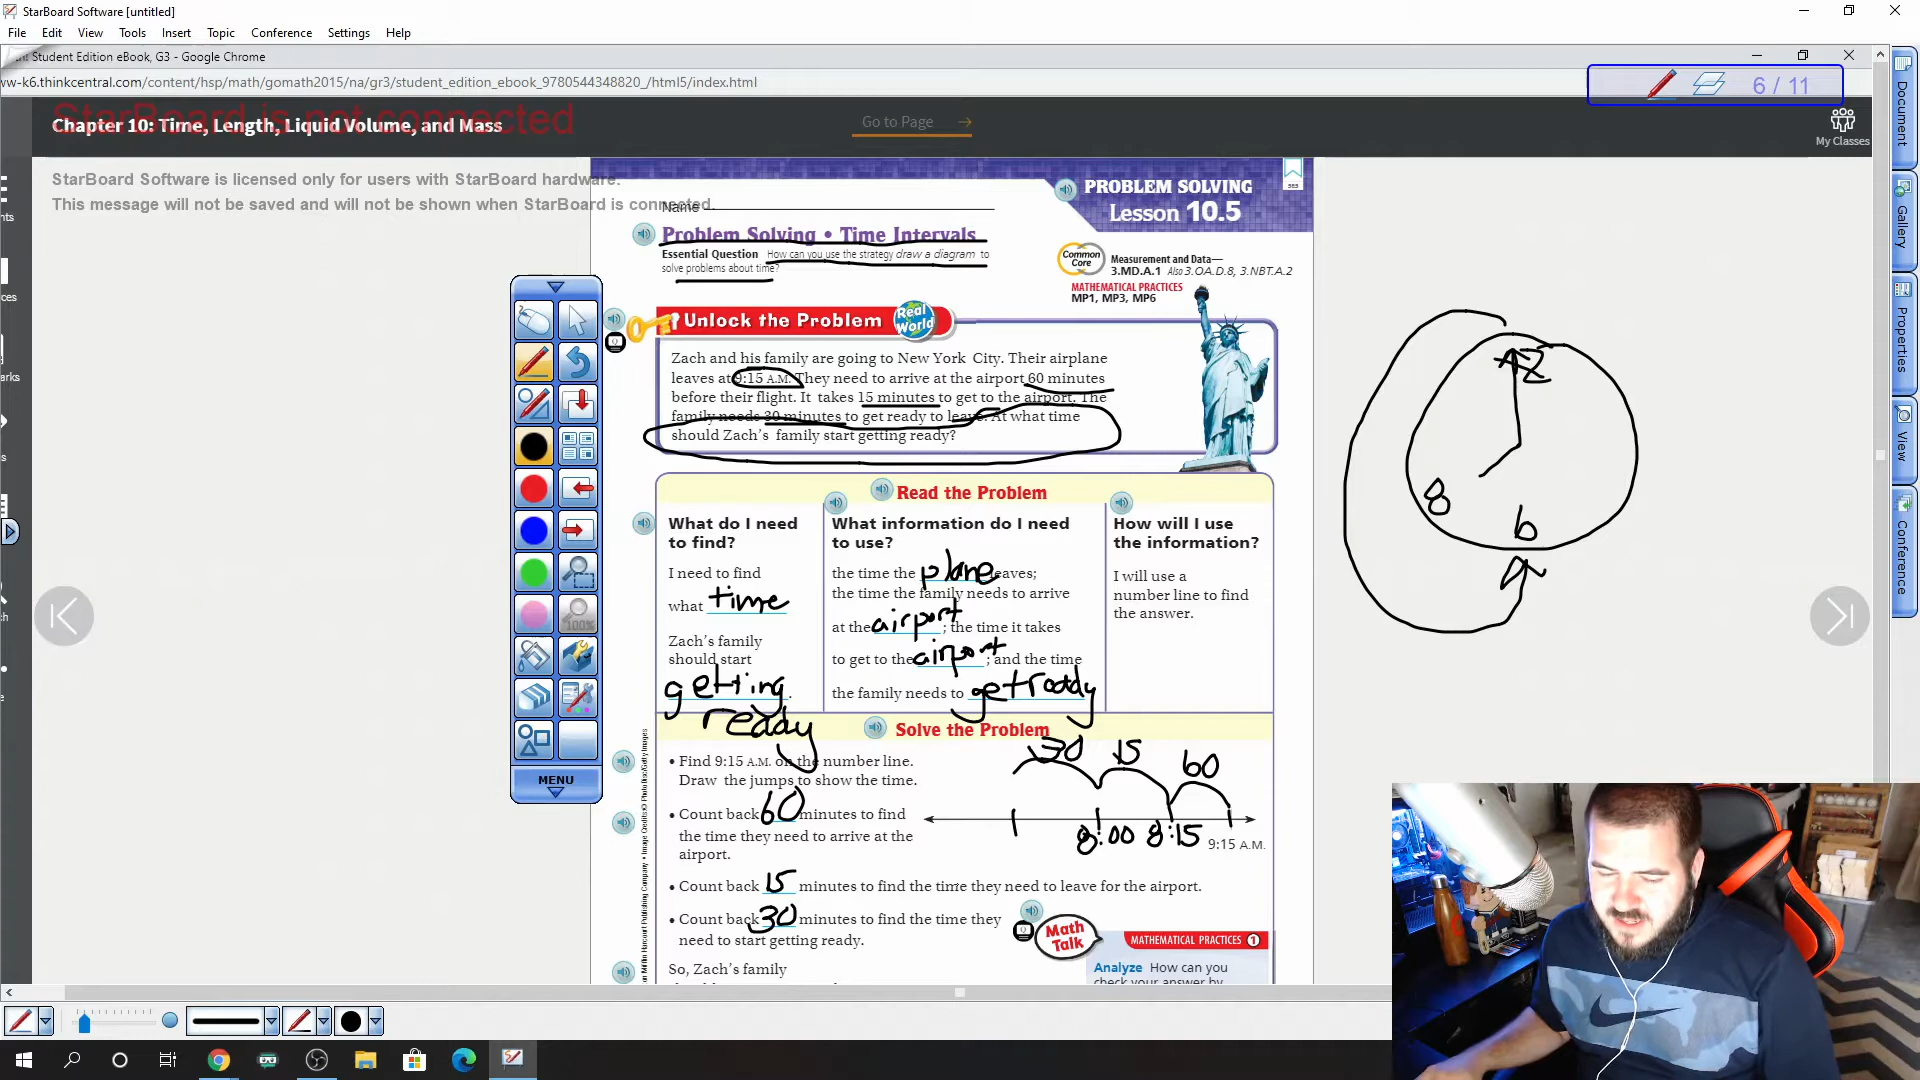 StarBoard Software [untitled]
File Edit View Tools Insert Topic Conference Settings Help
Student Edition eBook, G3 - Google Chrome
ww-k6.thinkcentral.com/content/hsp/math/gomath2015/na/gr3/student_edition_ebook_9780544348820_/html5/index.html
6 / 11
StarBoard is not connected
Chapter 10: Time, Length, Liquid Volume, and Mass
Go to Page
My Classes
StarBoard Software is licensed only for users with StarBoard hardware.
This message will not be saved and will not be shown when StarBoard is connected.
Name
PROBLEM SOLVING
Lesson 10.5
Problem Solving • Time Intervals
Essential Question How can you use the strategy draw a diagram to
solve problems about time?
Common Core
Measurement and Data—
3.MD.A.1 Also 3.OA.D.8, 3.NBT.A.2
MATHEMATICAL PRACTICES
MP1, MP3, MP6
Unlock the Problem
Real World
Zach and his family are going to New York City. Their airplane
leaves at 9:15 A.M. They need to arrive at the airport 60 minutes
before their flight. It takes 15 minutes to get to the airport. The
family needs 30 minutes to get ready to leave. At what time
should Zach's family start getting ready?
12
8
6
Read the Problem
What do I need
to find?
I need to find
what time
Zach's family
should start
getting
ready
What information do I need
to use?
the time the plane leaves;
the time the family needs to arrive
at the airport ; the time it takes
to get to the airport ; and the time
the family needs to get ready
How will I use
the information?
I will use a
number line to find
the answer.
Solve the Problem
• Find 9:15 A.M. on the number line.
Draw the jumps to show the time.
• Count back 60 minutes to find
the time they need to arrive at the
airport.
30 15 60
8:00 8:15 9:15 A.M.
• Count back 15 minutes to find the time they need to leave for the airport.
• Count back 30 minutes to find the time they
need to start getting ready.
So, Zach's family
Math Talk
MATHEMATICAL PRACTICES 1
Analyze How can you
check your answer by
MENU
100%
Document
Gallery
Properties
View
Conference